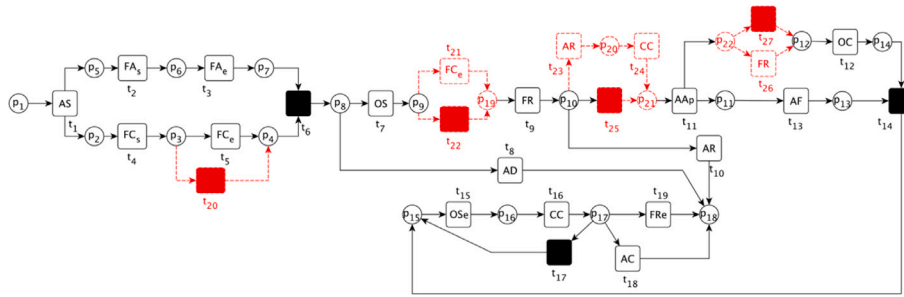 t21
AR
p20
CC
p22
t27
p5
FAs
p6
FAe
p7
FCe
t23
t24
p12
OC
p14
t2
t3
FR
t12
p1
AS
p8
OS
p9
p19
FR
p10
p21
AAp
t26
p11
AF
p13
t1
t6
t7
t22
t9
t25
t11
t13
t14
p2
FCs
p3
FCe
p4
t4
t5
t8
AR
AD
t10
t20
t15
t16
t19
p15
OSe
p16
CC
p17
FRe
p18
AC
t17
t18